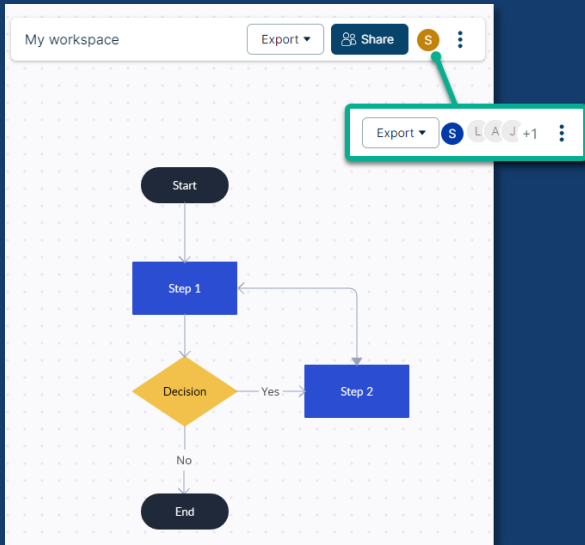 My workspace
Export
Share
S
Export
S
L
A
J
+1
Start
Step 1
Decision
Yes
Step 2
No
End